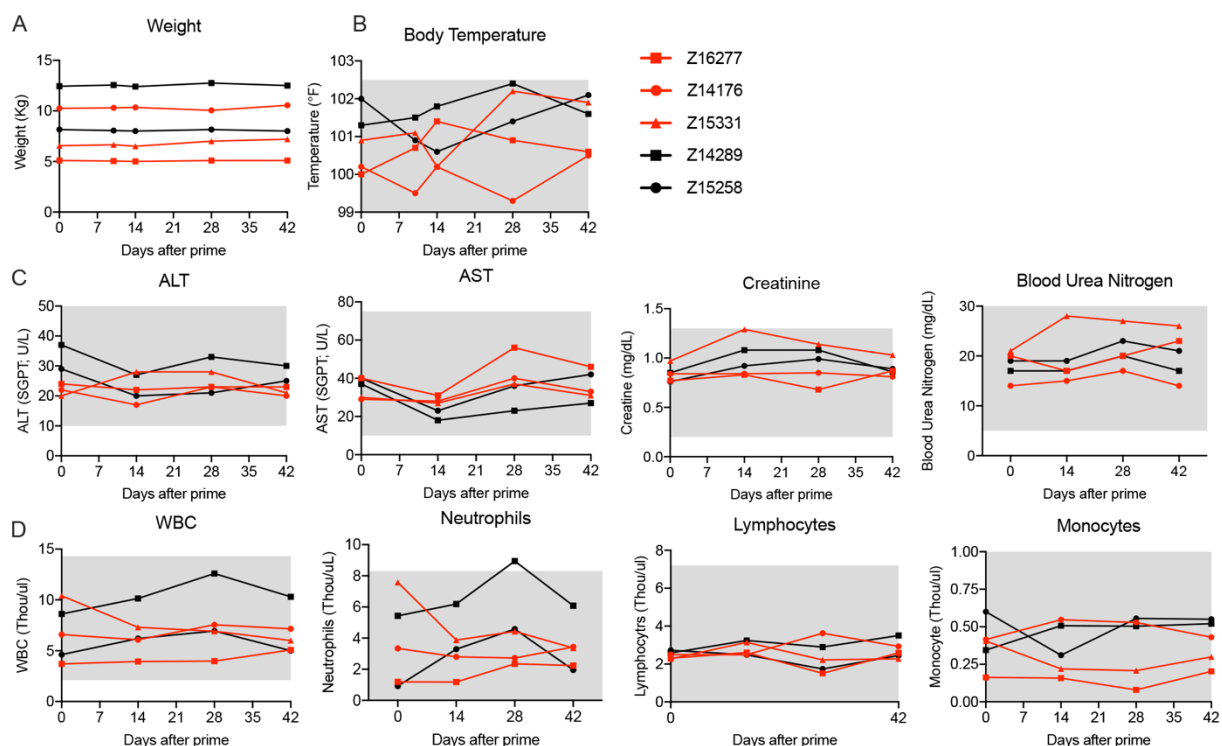 A
Weight
Weight (Kg)
15
10
5
0
0 7 14 21 28 35 42
Days after prime
B
Body Temperature
Temperature (°F)
103
102
101
100
99
0 7 14 21 28 35 42
Days after prime
Z16277
Z14176
Z15331
Z14289
Z15258
C
ALT
ALT (SGPT; U/L)
50
40
30
20
10
0
0 7 14 21 28 35 42
Days after prime
AST
AST (SGPT; U/L)
80
60
40
20
0
0 7 14 21 28 35 42
Days after prime
Creatinine
Creatine (mg/dL)
1.5
1.0
0.5
0.0
0 7 14 21 28 35 42
Days after prime
Blood Urea Nitrogen
Blood Urea Nitrogen (mg/dL)
30
20
10
0
0 14 28 42
Days after prime
D
WBC
WBC (Thou/ul)
15
10
5
0
0 7 14 21 28 35 42
Days after prime
Neutrophils
Neutrophils (Thou/uL)
10
8
6
4
2
0
0 14 28 42
Days after prime
Lymphocytes
Lymphocytrs (Thou/ul)
8
6
4
2
0
0 42
Days after prime
Monocytes
Monocyte (Thou/ul)
1.00
0.75
0.50
0.25
0.00
0 7 14 21 28 35 42
Days after prime